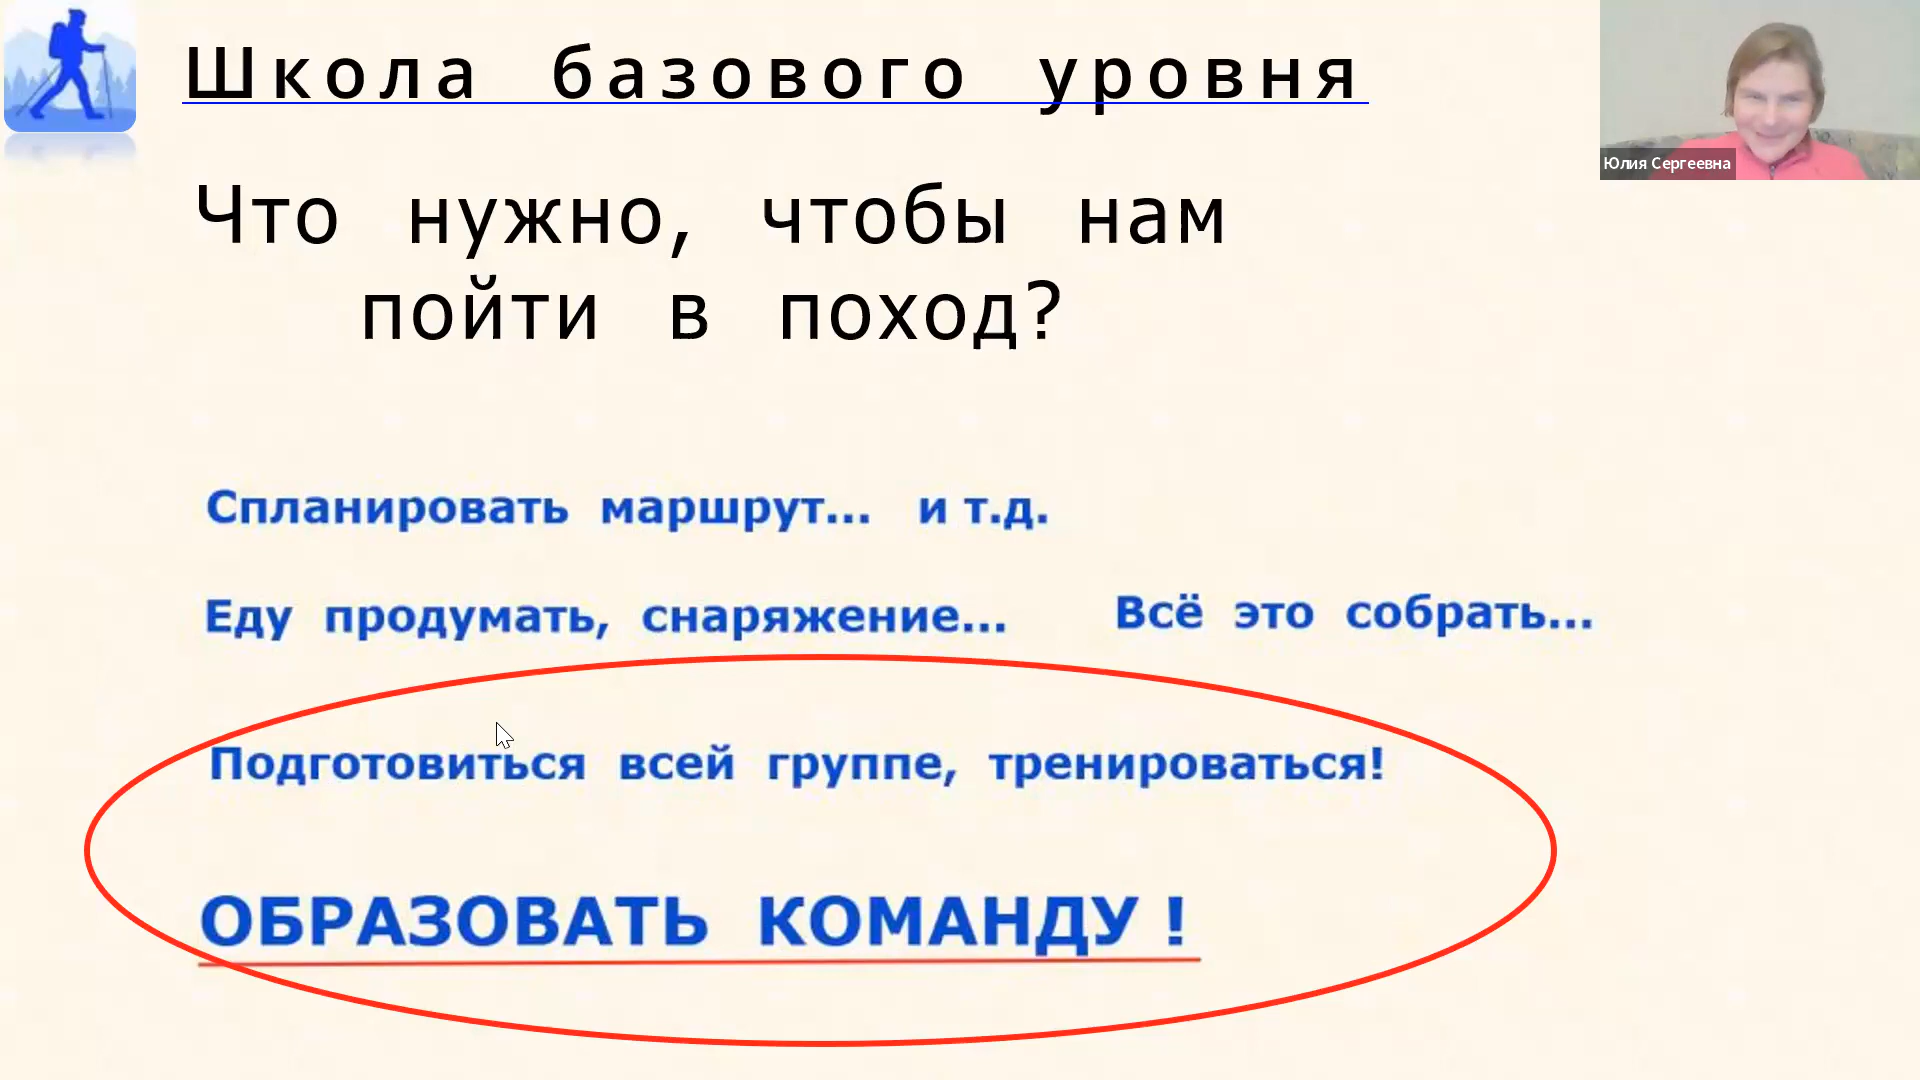 Школа базового уровня
Юлия Сергеевна
Что нужно, чтобы нам
пойти в поход?
Спланировать маршрут... и т.д.
Еду продумать, снаряжение... Всё это собрать...
Подготовиться всей группе, тренироваться!
ОБРАЗОВАТЬ КОМАНДУ !